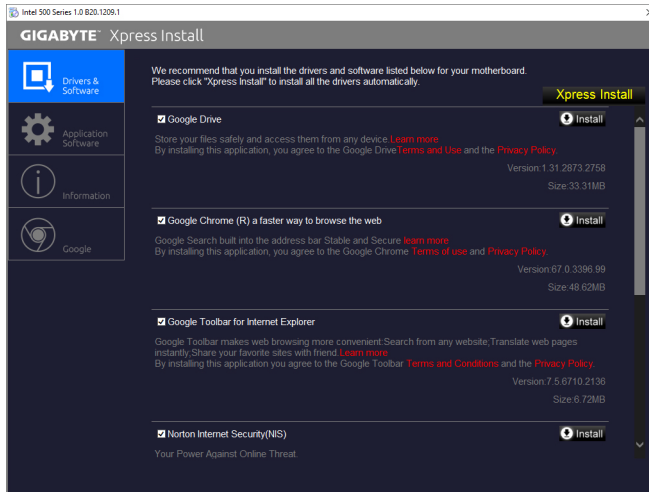 Intel 500 Series 1.0 B20.1209.1
GIGABYTE™ Xpress Install
Drivers &
Software
Application
Software
Information
Google
We recommend that you install the drivers and software listed below for your motherboard.
Please click "Xpress Install" to install all the drivers automatically.
Xpress Install
Google Drive
Install
Store your files safely and access them from any device.Learn more
By installing this application, you agree to the Google DriveTerms and Use and the Privacy Policy.
Version:1.31.2873.2758
Size:33.31MB
Google Chrome (R) a faster way to browse the web
Install
Google Search built into the address bar Stable and Secure learn more.
By installing this application, you agree to the Google Chrome Terms of use and Privacy Policy.
Version:67.0.3396.99
Size:48.62MB
Google Toolbar for Internet Explorer
Install
Google Toolbar makes web browsing more convenient:Search from any website;Translate web pages
instantly;Share your favorite sites with friend.Learn more
By installing this application you agree to the Google Toolbar Terms and Conditions and the Privacy Policy.
Version:7.5.6710.2136
Size:6.72MB
Norton Internet Security(NIS)
Install
Your Power Against Online Threat.